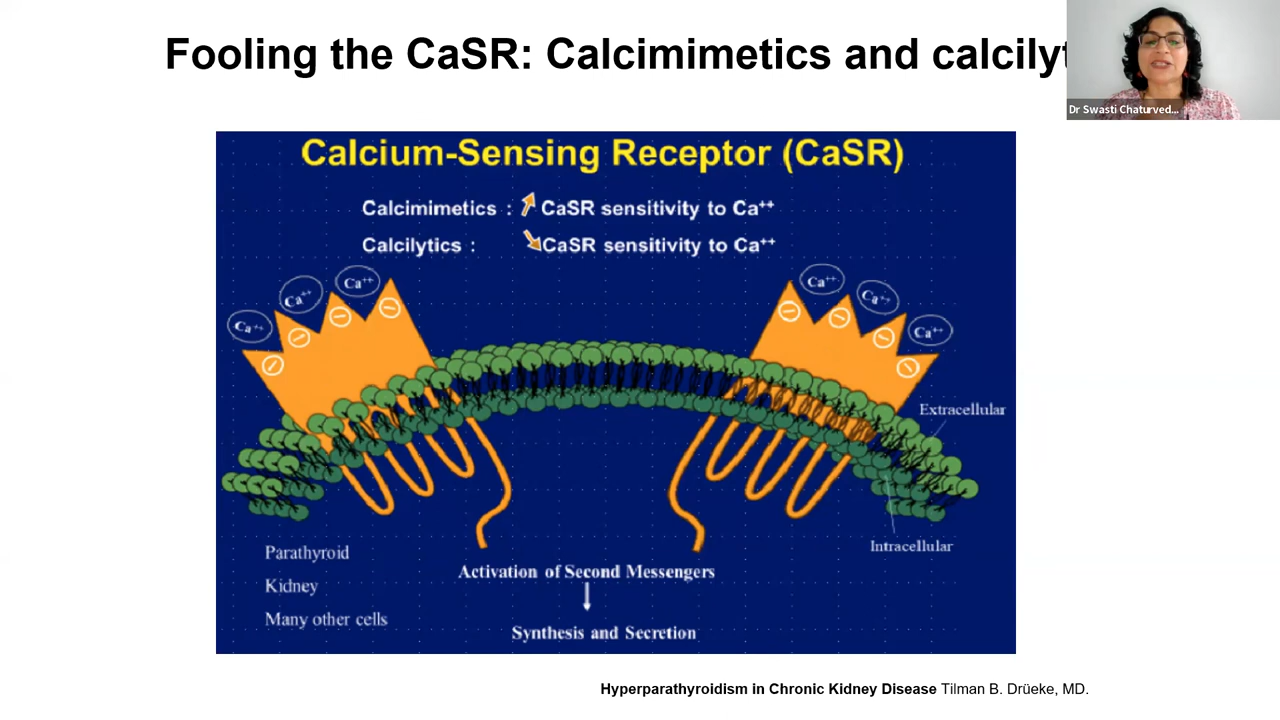 Fooling the CaSR: Calcimimetics and calcilyt
Dr Swasti Chaturved...
Calcium-Sensing Receptor (CaSR)
Calcimimetics : CaSR sensitivity to Ca++
Calcilytics : CaSR sensitivity to Ca++
Ca++
Ca++
Ca++
Ca++
Ca++
Ca++
Extracellular
Intracellular
Parathyroid
Kidney
Many other cells
Activation of Second Messengers
Synthesis and Secretion
Hyperparathyroidism in Chronic Kidney Disease Tilman B. Drüeke, MD.